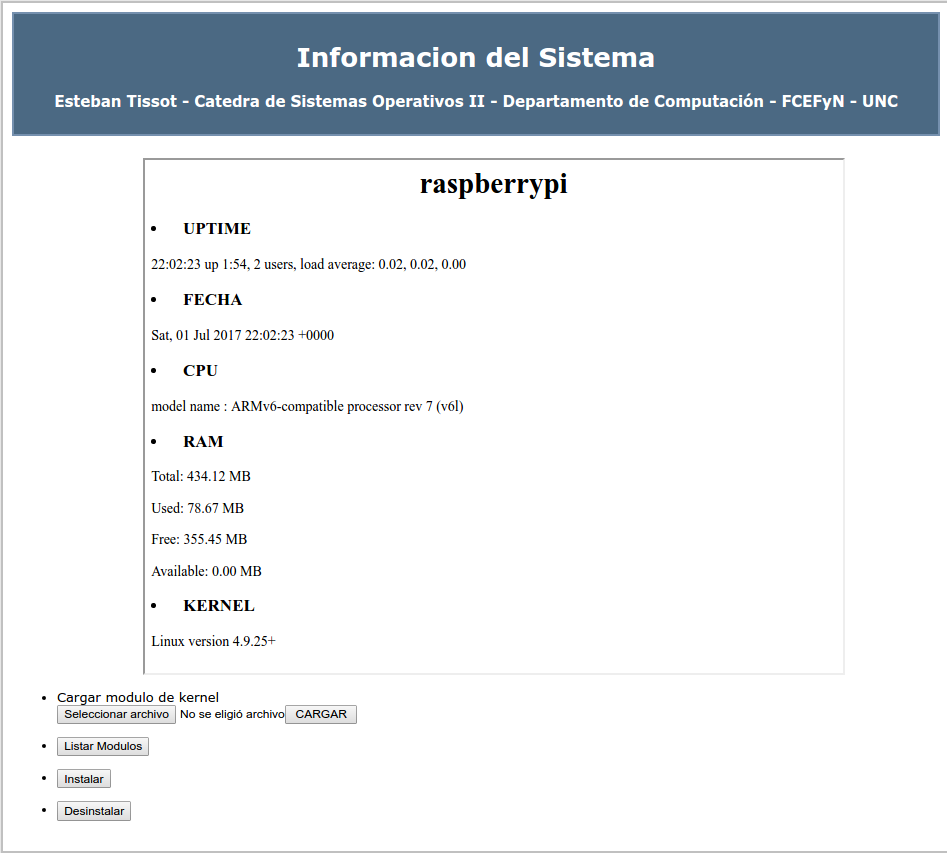 Informacion del Sistema
Esteban Tissot - Catedra de Sistemas Operativos II - Departamento de Computación - FCEFyN - UNC
raspberrypi
• UPTIME
22:02:23 up 1:54, 2 users, load average: 0.02, 0.02, 0.00
• FECHA
Sat, 01 Jul 2017 22:02:23 +0000
• CPU
model name : ARMv6-compatible processor rev 7 (v6l)
• RAM
Total: 434.12 MB
Used: 78.67 MB
Free: 355.45 MB
Available: 0.00 MB
• KERNEL
Linux version 4.9.25+
• Cargar modulo de kernel
Seleccionar archivo No se eligió archivo CARGAR
• Listar Modulos
• Instalar
• Desinstalar